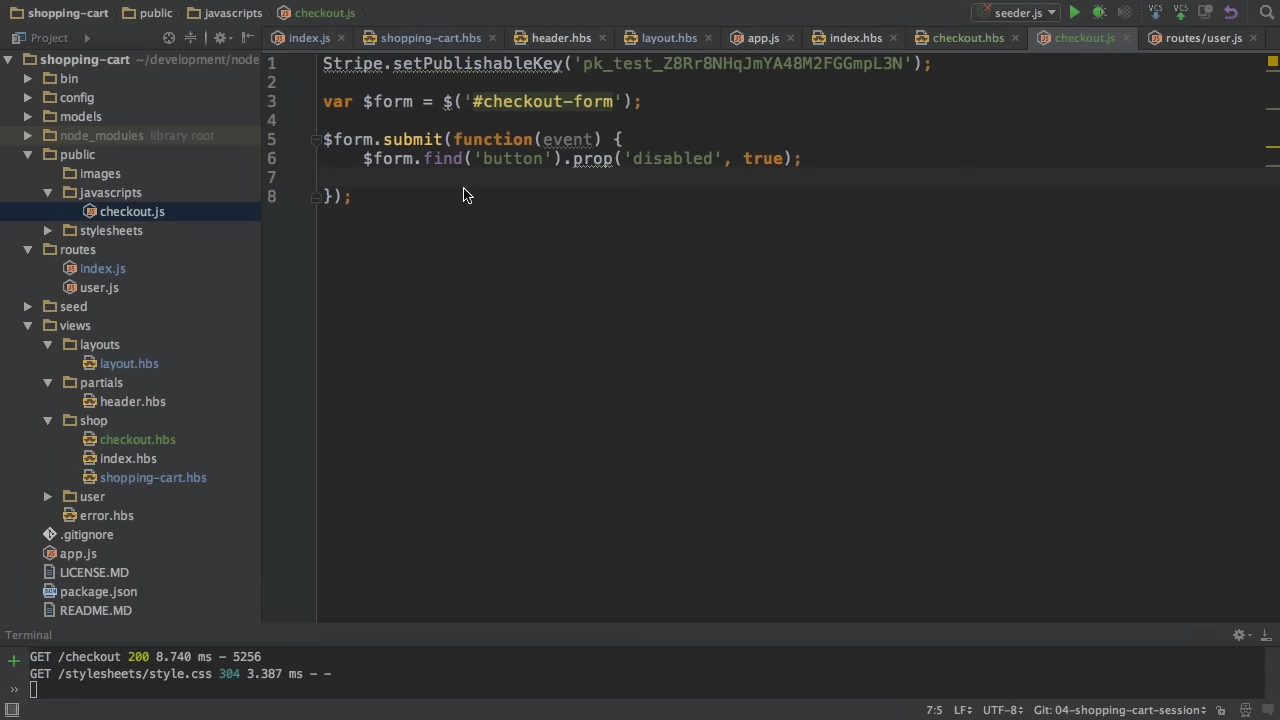 shopping-cart public javascripts checkout.js seeder.js
Project
index.js shopping-cart.hbs header.hbs layout.hbs app.js index.hbs checkout.hbs checkout.js routes/user.js
shopping-cart ~/development/node
bin
config
models
node_modules library root
public
images
javascripts
checkout.js
stylesheets
routes
index.js
user.js
seed
views
layouts
layout.hbs
partials
header.hbs
shop
checkout.hbs
index.hbs
shopping-cart.hbs
user
error.hbs
.gitignore
app.js
LICENSE.MD
package.json
README.MD
1 Stripe.setPublishableKey('pk_test_Z8Rr8NHqJmYA48M2FGGmpL3N');
2
3 var $form = $('#checkout-form');
4
5 $form.submit(function(event) {
6 $form.find('button').prop('disabled', true);
7
8 });
Terminal
GET /checkout 200 8.740 ms - 5256
GET /stylesheets/style.css 304 3.387 ms - -
7:5 LF UTF-8 Git: 04-shopping-cart-session